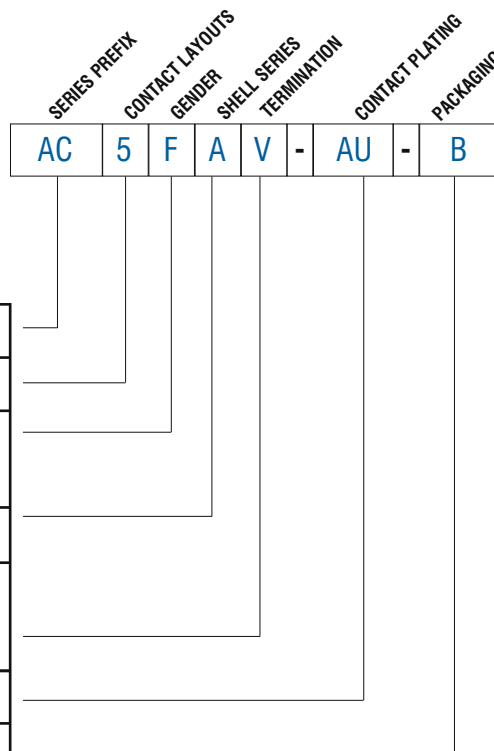 SERIES PREFIX
CONTACT LAYOUTS
GENDER
SHELL SERIES
TERMINATION
CONTACT PLATING
PACKAGING
AC 5 F A V - AU - B